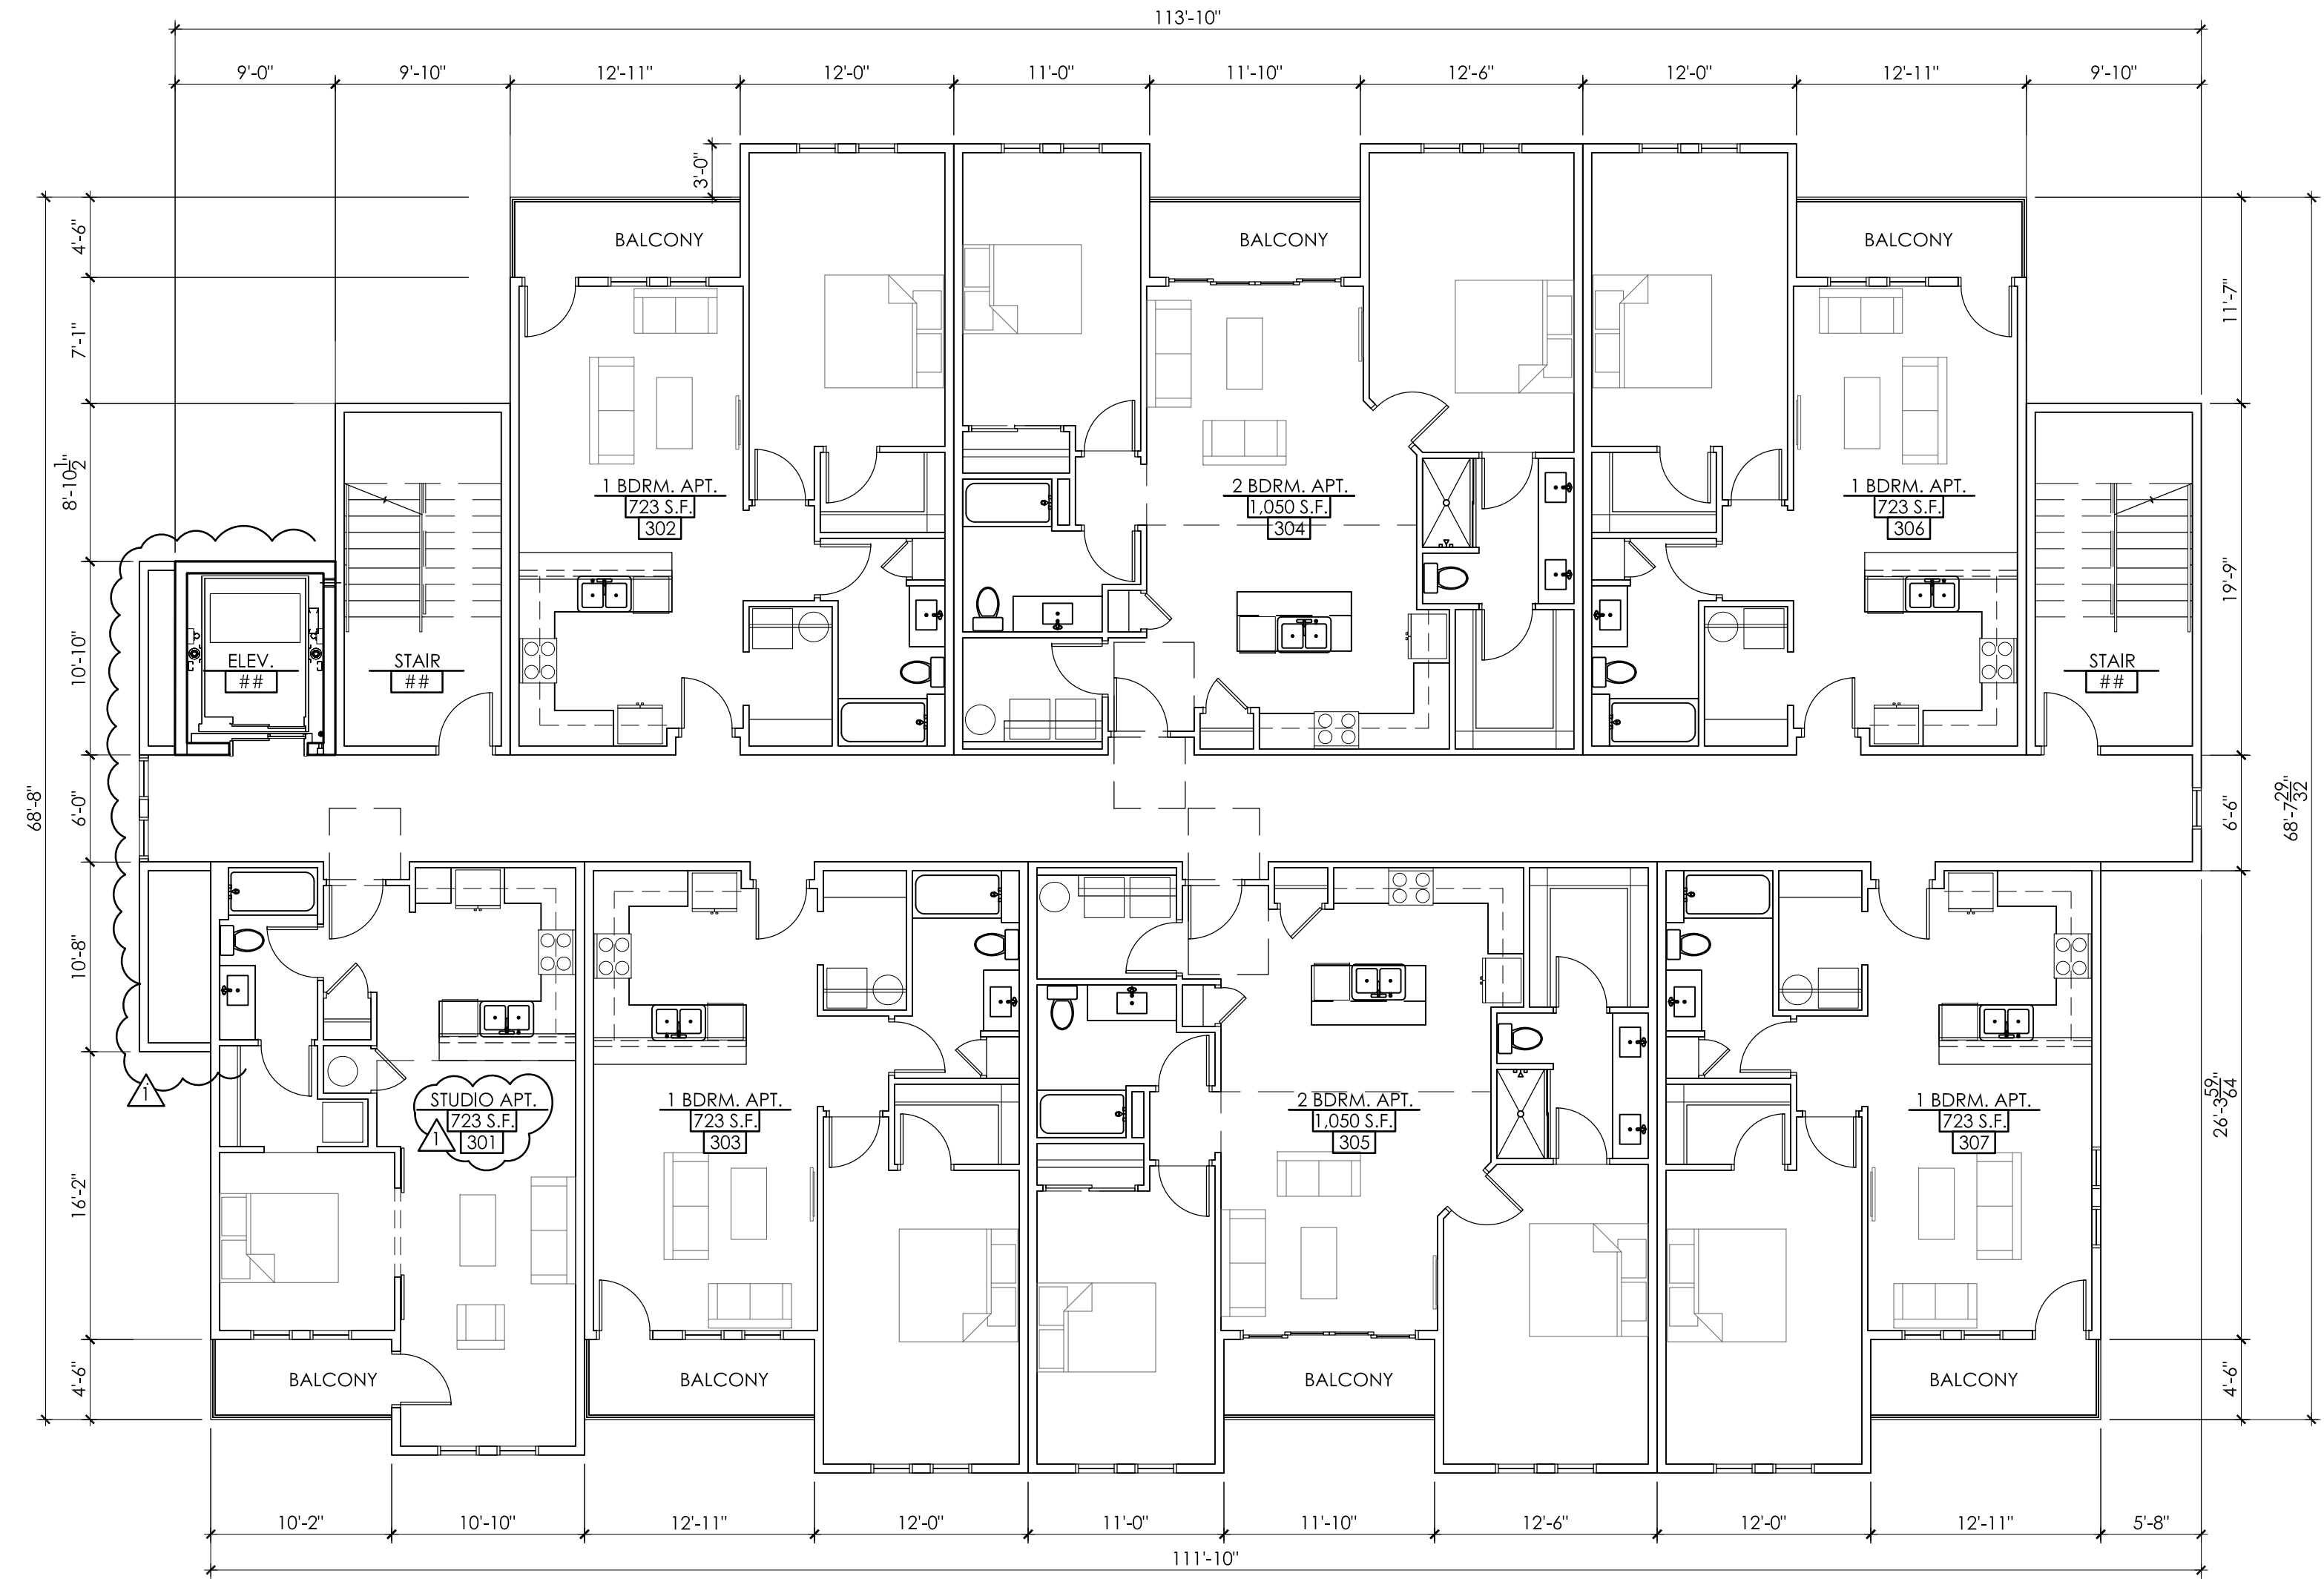 113'-10"
9'-0" 9'-10" 12'-11" 12'-0" 11'-0" 11'-10" 12'-6" 12'-0" 12'-11" 9'-10"
3'-0"
4'-6"
BALCONY BALCONY BALCONY
7'-1"
11'-7"
8'-10 1/2"
1 BDRM. APT.
723 S.F.
302
2 BDRM. APT.
1,050 S.F.
304
1 BDRM. APT.
723 S.F.
306
19'-9"
10'-10"
ELEV.
##
STAIR
##
STAIR
##
68'-8"
6'-0"
6'-6"
68'-7 29/32"
10'-8"
1
STUDIO APT.
723 S.F.
1
301
1 BDRM. APT.
723 S.F.
303
2 BDRM. APT.
1,050 S.F.
305
1 BDRM. APT.
723 S.F.
307
26'-3 59/64"
16'-2"
4'-6"
BALCONY BALCONY BALCONY BALCONY
4'-6"
10'-2" 10'-10" 12'-11" 12'-0" 11'-0" 11'-10" 12'-6" 12'-0" 12'-11" 5'-8"
111'-10"